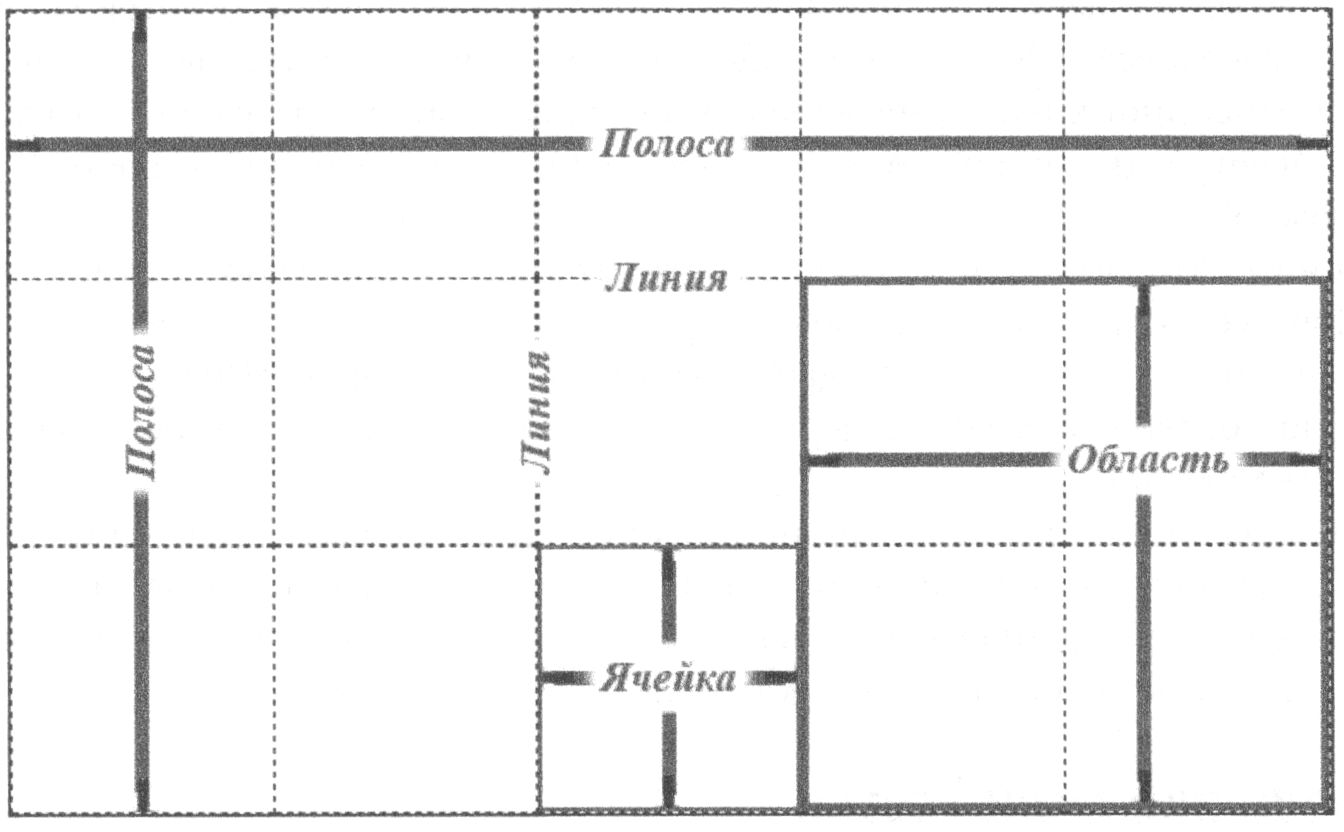 Полоса
Линия
Полоса
Линия
Область
Ячейка